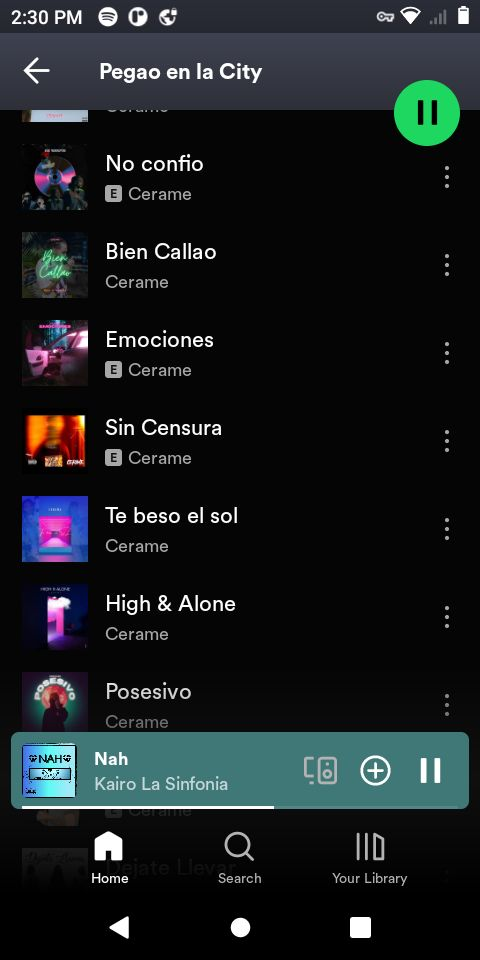 2:30 PM
Pegao en la City
Cerame
No confio
E Cerame
Bien Callao
Cerame
Emociones
E Cerame
Sin Censura
E Cerame
Te beso el sol
Cerame
High & Alone
Cerame
Posesivo
Cerame
NAH
Nah
Kairo La Sinfonia
E Cerame
Dejate Llevar
Home
Search
Your Library